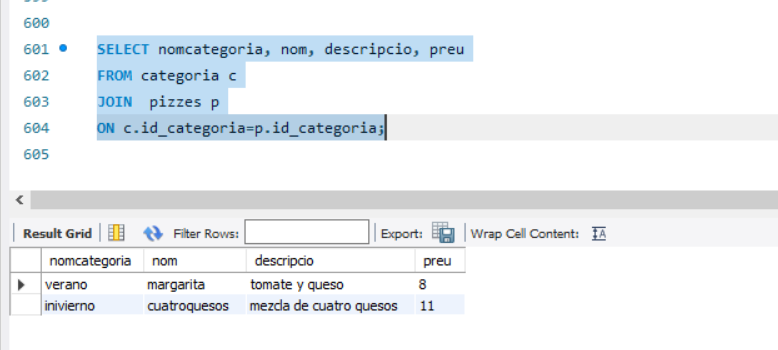 600
601 SELECT nomcategoria, nom, descripcio, preu
602 FROM categoria c
603 JOIN  pizzes p
604 ON c.id_categoria=p.id_categoria;
605
Result Grid Filter Rows: Export: Wrap Cell Content:
nomcategoria nom descripcio preu
verano margarita tomate y queso 8
inivierno cuatroquesos mezcla de cuatro quesos 11